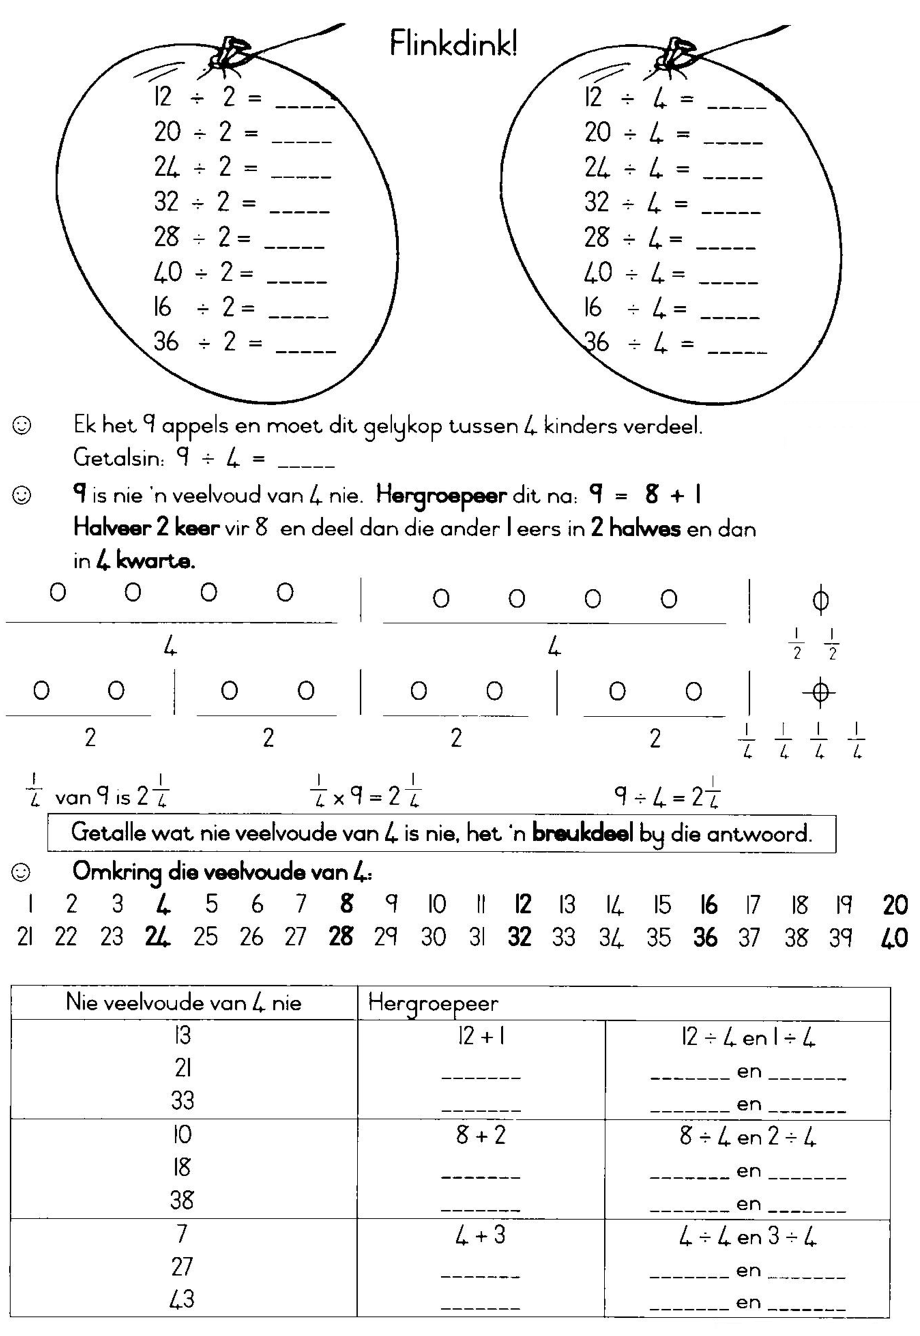 Flinkdink!
12 ÷ 2 = _____
20 ÷ 2 = _____
24 ÷ 2 = _____
32 ÷ 2 = _____
28 ÷ 2 = _____
40 ÷ 2 = _____
16 ÷ 2 = _____
36 ÷ 2 = _____
12 ÷ 4 = _____
20 ÷ 4 = _____
24 ÷ 4 = _____
32 ÷ 4 = _____
28 ÷ 4 = _____
40 ÷ 4 = _____
16 ÷ 4 = _____
36 ÷ 4 = _____
Ek het 9 appels en moet dit gelykop tussen 4 kinders verdeel.
Getalsin: 9 ÷ 4 = _____
9 is nie 'n veelvoud van 4 nie. Hergroepeer dit na: 9 = 8 + 1
Halveer 2 keer vir 8 en deel dan die ander 1 eers in 2 halwes en dan
in 4 kwarte.
O O O O | O O O O |
4 4 1/2 1/2
O O | O O | O O | O O |
2 2 2 2 1/4 1/4 1/4 1/4
1/4 van 9 is 2 1/4 1/4 x 9 = 2 1/4 9 ÷ 4 = 2 1/4
Getalle wat nie veelvoude van 4 is nie, het 'n breukdeel by die antwoord.
Omkring die veelvoude van 4:
1 2 3 4 5 6 7 8 9 10 11 12 13 14 15 16 17 18 19 20
21 22 23 24 25 26 27 28 29 30 31 32 33 34 35 36 37 38 39 40
Nie veelvoude van 4 nie Hergroepeer
13 12 + 1 12 ÷ 4 en 1 ÷ 4
21 _______ _______ en _______
33 _______ _______ en _______
10 8 + 2 8 ÷ 4 en 2 ÷ 4
18 _______ _______ en _______
38 _______ _______ en _______
7 4 + 3 4 ÷ 4 en 3 ÷ 4
27 _______ _______ en _______
43 _______ _______ en _______